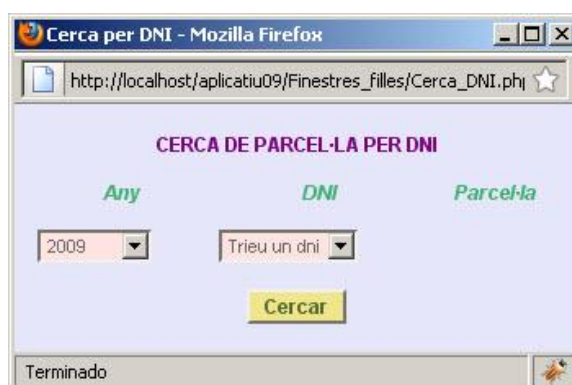 Cerca per DNI - Mozilla Firefox
http://localhost/aplicatiu09/Finestres_filles/Cerca_DNI.php
CERCA DE PARCEL·LA PER DNI
Any DNI Parcel·la
2009 Trieu un dni
Cercar
Terminado